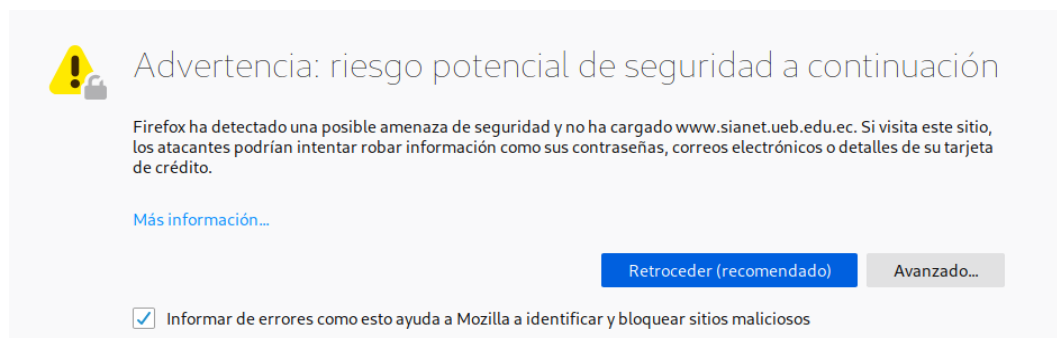 Advertencia: riesgo potencial de seguridad a continuación
Firefox ha detectado una posible amenaza de seguridad y no ha cargado www.sianet.ueb.edu.ec. Si visita este sitio,
los atacantes podrían intentar robar información como sus contraseñas, correos electrónicos o detalles de su tarjeta
de crédito.
Más información...
Retroceder (recomendado) Avanzado...
Informar de errores como esto ayuda a Mozilla a identificar y bloquear sitios maliciosos